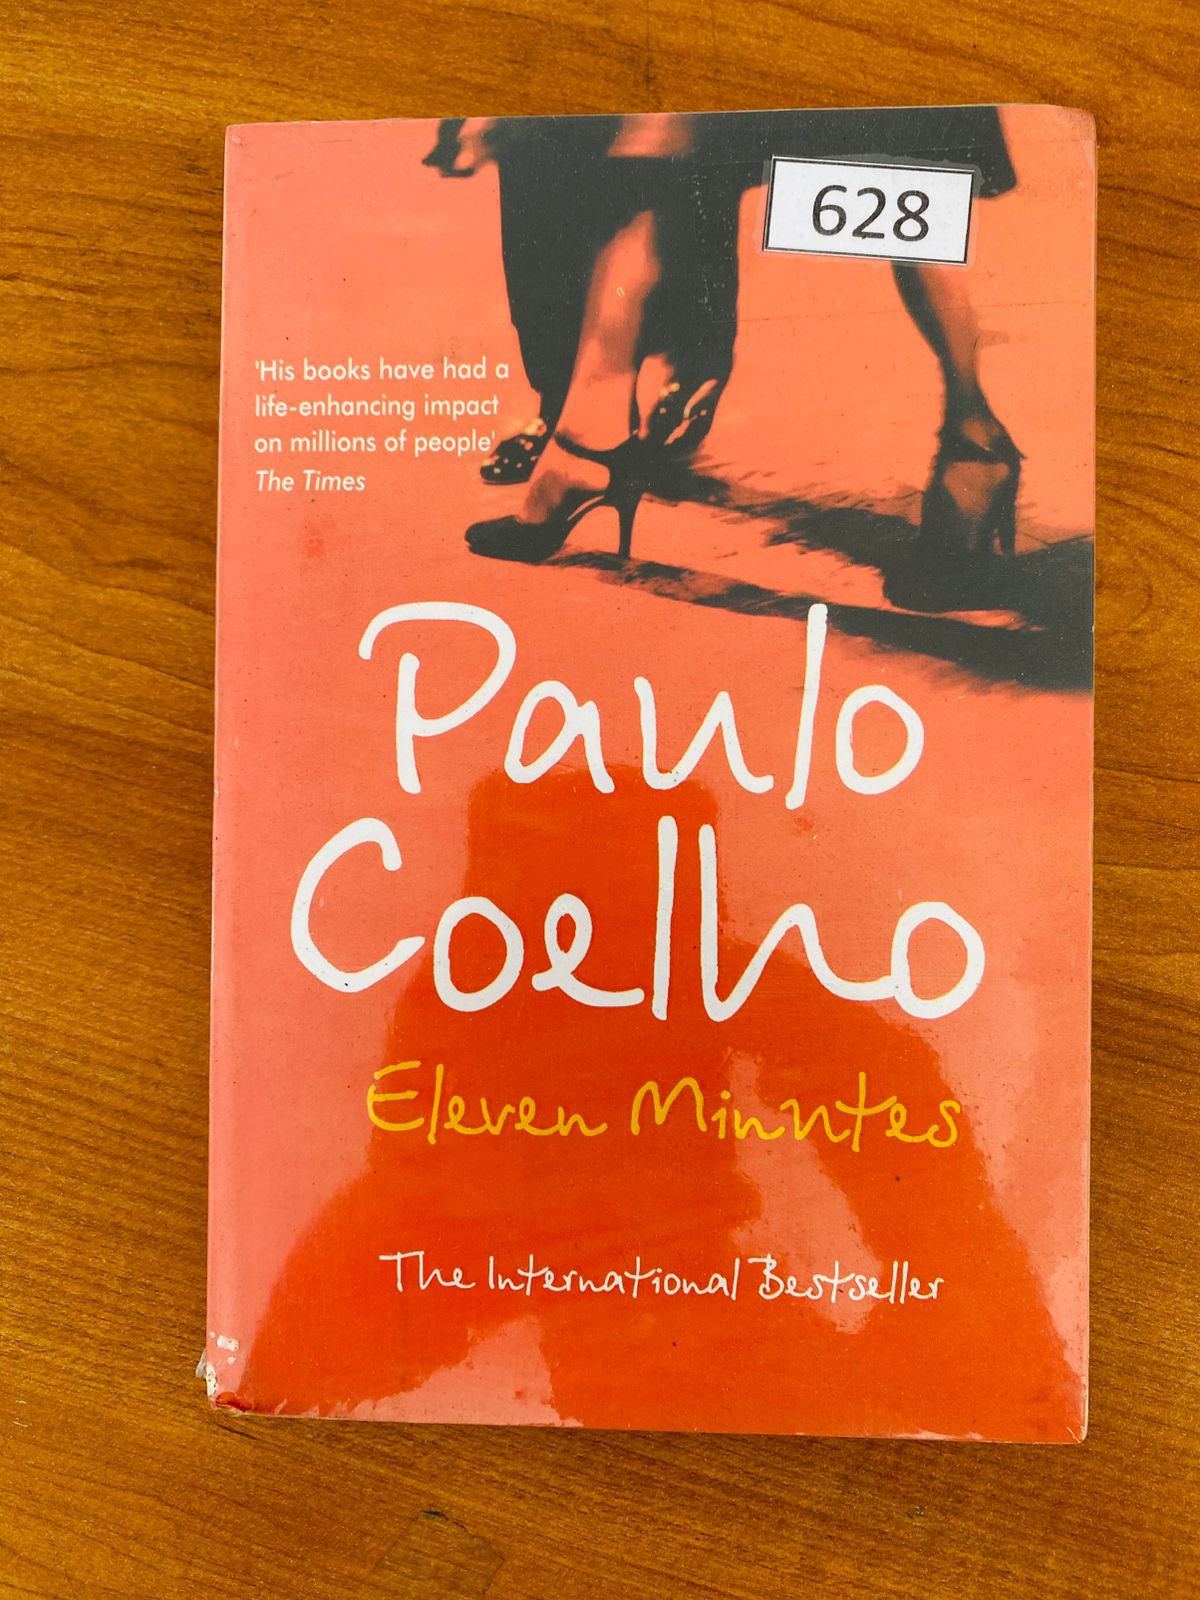 628
'His books have had a
life-enhancing impact
on millions of people'
The Times
Paulo
Coelho
Eleven Minutes
The International Bestseller